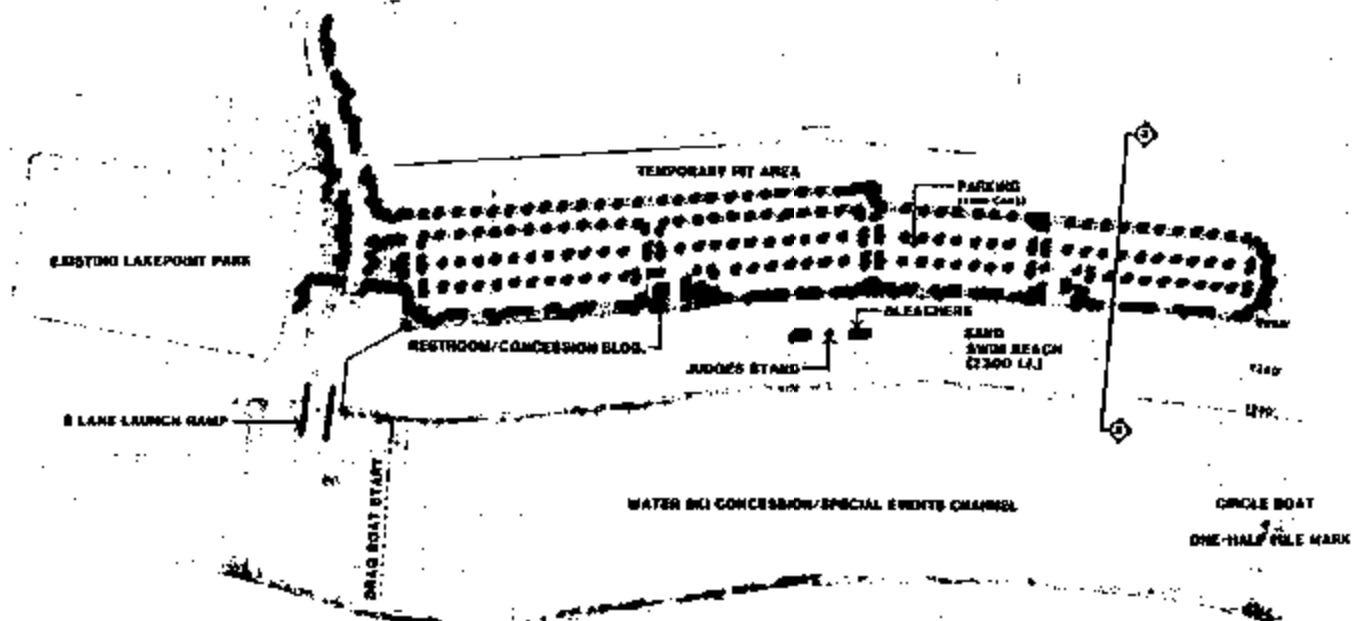 TEMPORARY PIT AREA
PARKING
EXISTING LAKEPOINT PARK
BLEACHERS
RESTROOM/CONCESSION BLDG.
SAND
SWIM BEACH
(2300 L.F.)
JUDGES STAND
LANE LAUNCH RAMP
DRAG BOAT START
WATER SKI CONCESSION/SPECIAL EVENTS CHANNEL
CIRCLE BOAT
ONE-HALF MILE MARK